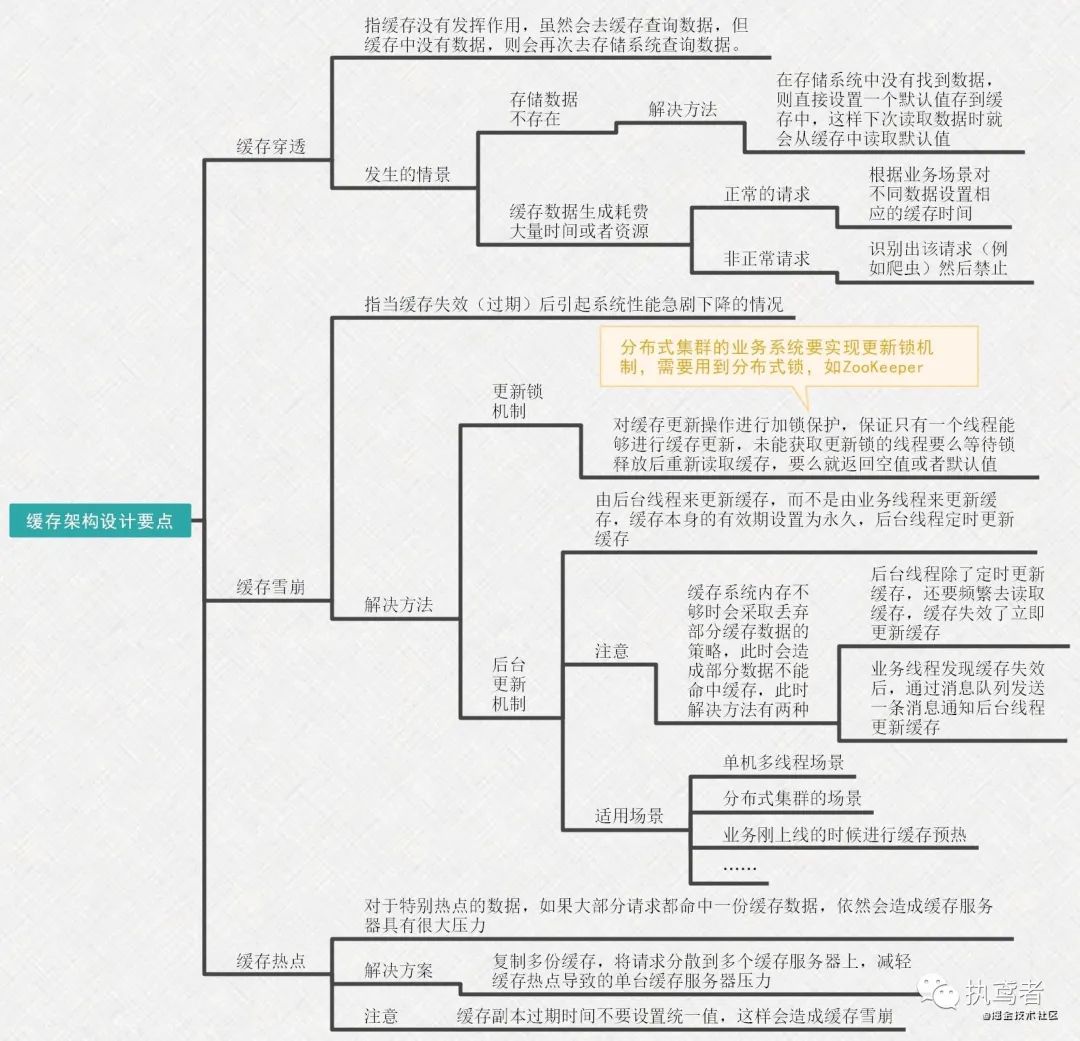 指缓存没有发挥作用，虽然会去缓存查询数据，但
缓存中没有数据，则会再次去存储系统查询数据。
缓存穿透
发生的情景
存储数据
不存在
解决方法
在存储系统中没有找到数据，
则直接设置一个默认值存到缓
存中，这样下次读取数据时就
会从缓存中读取默认值
缓存数据生成耗费
大量时间或者资源
正常的请求
根据业务场景对
不同数据设置相
应的缓存时间
非正常请求
识别出该请求（例
如爬虫）然后禁止
指当缓存失效（过期）后引起系统性能急剧下降的情况
分布式集群的业务系统要实现更新锁机
制，需要用到分布式锁，如ZooKeeper
更新锁
机制
对缓存更新操作进行加锁保护，保证只有一个线程能
够进行缓存更新，未能获取更新锁的线程要么等待锁
释放后重新读取缓存，要么就返回空值或者默认值
缓存架构设计要点
缓存雪崩
解决方法
由后台线程来更新缓存，而不是由业务线程来更新缓
存，缓存本身的有效期设置为永久，后台线程定时更新
缓存
后台
更新
机制
注意
缓存系统内存不
够时会采取丢弃
部分缓存数据的
策略，此时会造
成部分数据不能
命中缓存，此时
解决方法有两种
后台线程除了定时更新
缓存，还要频繁去读取
缓存，缓存失效了立即
更新缓存
业务线程发现缓存失效
后，通过消息队列发送
一条消息通知后台线程
更新缓存
适用场景
单机多线程场景
分布式集群的场景
业务刚上线的时候进行缓存预热
……
对于特别热点的数据，如果大部分请求都命中一份缓存数据，依然会造成缓存服务
器具有很大压力
缓存热点
解决方案
复制多份缓存，将请求分散到多个缓存服务器上，减轻
缓存热点导致的单台缓存服务器压力
注意
缓存副本过期时间不要设置统一值，这样会造成缓存雪崩
执鸢者
@掘金技术社区